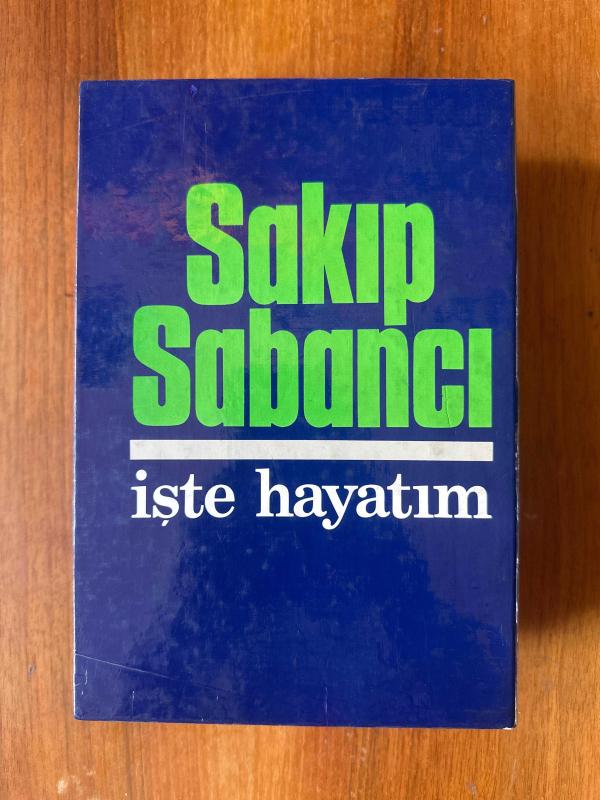 Sakıp
Sabancı
işte hayatım